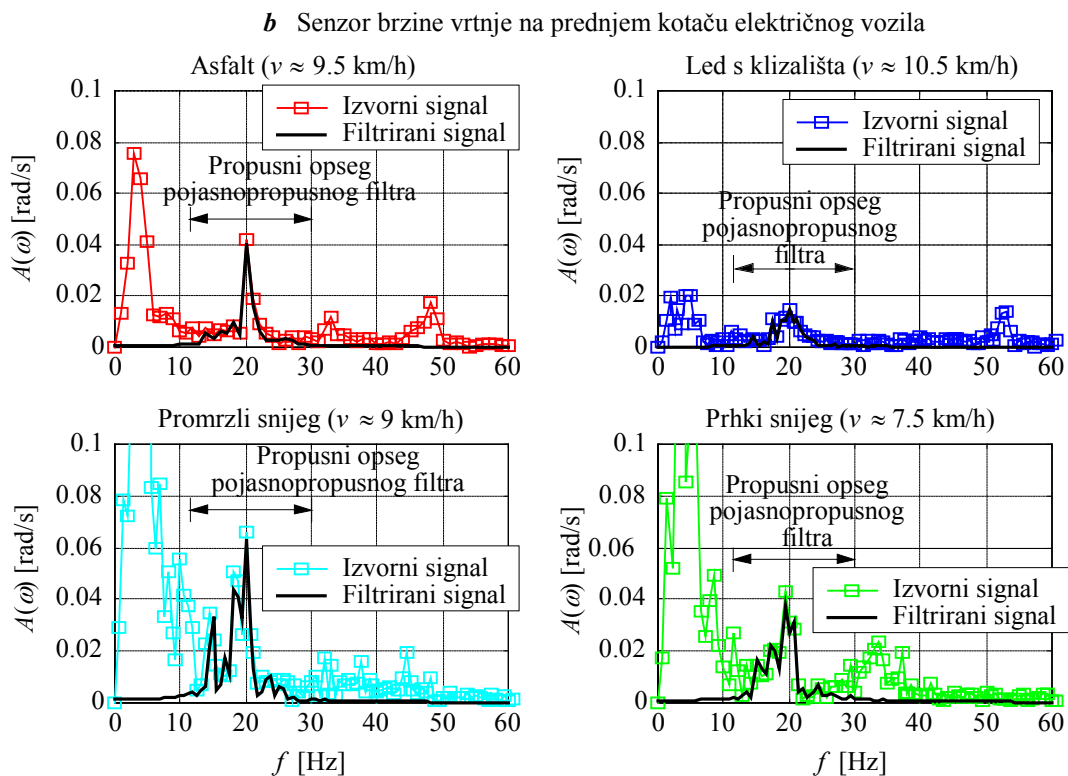 b Senzor brzine vrtnje na prednjem kotaču električnog vozila
Asfalt (v ≈ 9.5 km/h)
0.1
0.08
0.06
0.04
0.02
0
A(ω) [rad/s]
Izvorni signal
Filtrirani signal
Propusni opseg
pojasnopropusnog filtra
0 10 20 30 40 50 60
Led s klizališta (v ≈ 10.5 km/h)
0.1
0.08
0.06
0.04
0.02
0
A(ω) [rad/s]
Izvorni signal
Filtrirani signal
Propusni opseg
pojasnopropusnog
filtra
0 10 20 30 40 50 60
Promrzli snijeg (v ≈ 9 km/h)
0.1
0.08
0.06
0.04
0.02
0
A(ω) [rad/s]
Propusni opseg
pojasnopropusnog filtra
Izvorni signal
Filtrirani signal
0 10 20 30 40 50 60
f [Hz]
Prhki snijeg (v ≈ 7.5 km/h)
0.1
0.08
0.06
0.04
0.02
0
A(ω) [rad/s]
Propusni opseg
pojasnopropusnog
filtra
Izvorni signal
Filtrirani signal
0 10 20 30 40 50 60
f [Hz]